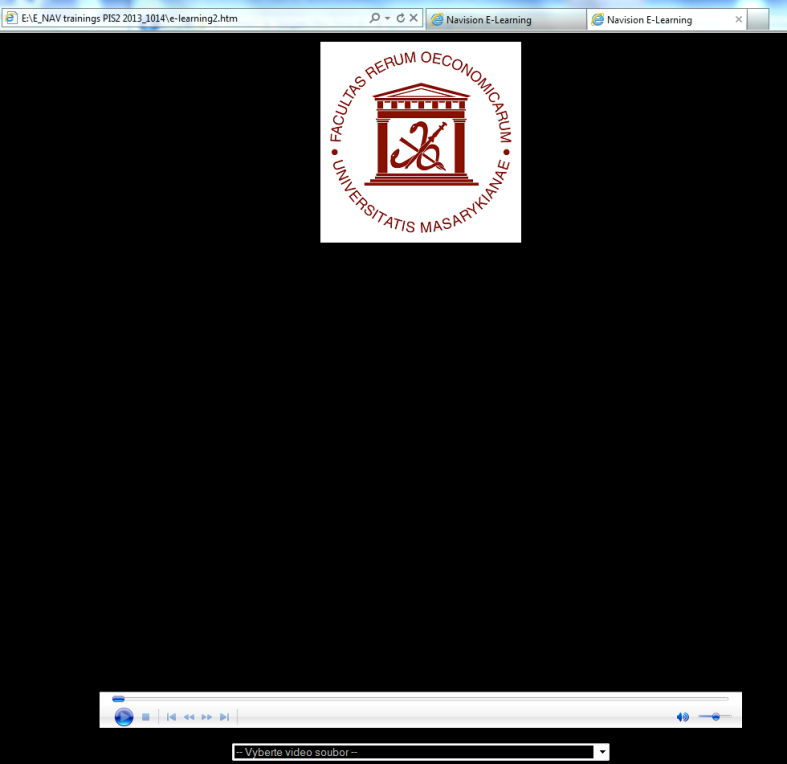 E:\E_NAV trainings PIS2 2013_1014\e-learning2.htm
Navision E-Learning
Navision E-Learning
FACULTAS RERUM OECONOMICARUM
• UNIVERSITATIS MASARYKIANAE •
-- Vyberte video soubor --